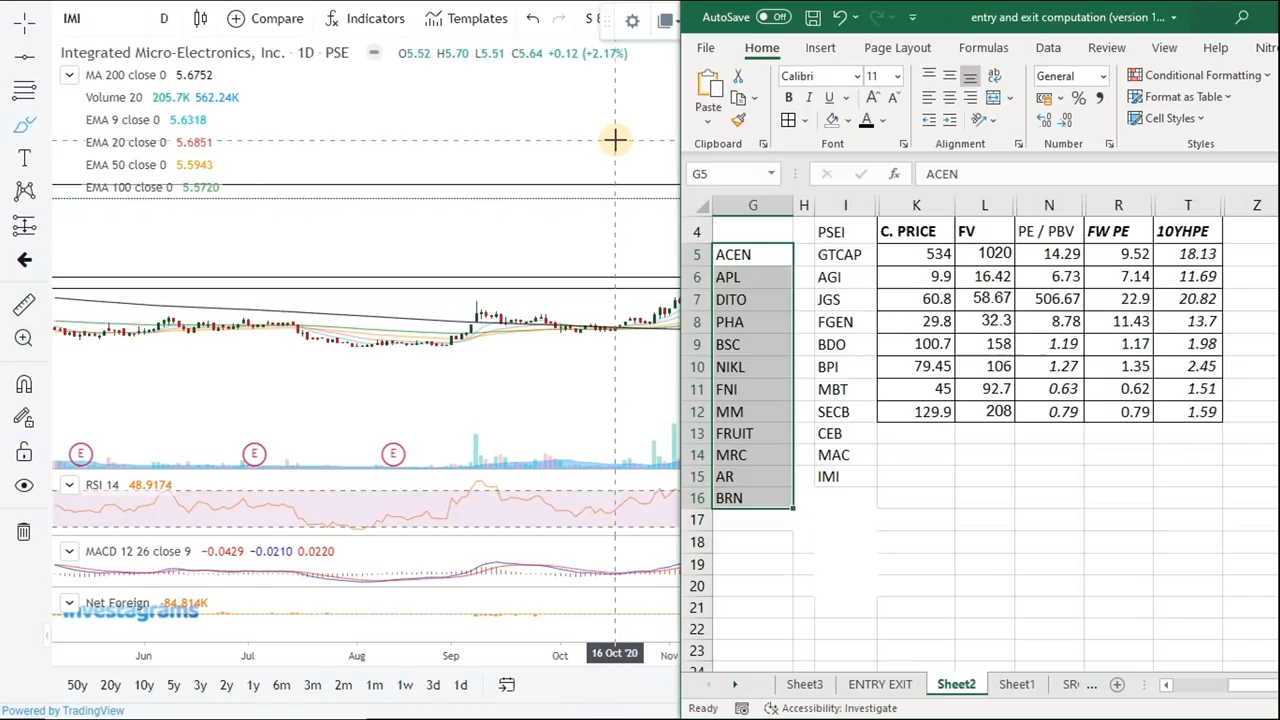 IMI D Compare Indicators Templates S 8
Integrated Micro-Electronics, Inc. · 1D · PSE O5.52 H5.70 L5.51 C5.64 +0.12 (+2.17%)
MA 200 close 0 5.6752
Volume 20 205.7K 562.24K
EMA 9 close 0 5.6318
EMA 20 close 0 5.6851
EMA 50 close 0 5.5943
EMA 100 close 0 5.5720
E E E
RSI 14 48.9174
MACD 12 26 close 9 −0.0429 −0.0210 0.0220
Net Foreign -84.814K
investagrams
Jun Jul Aug Sep Oct 16 Oct '20 Nov
50y 20y 10y 5y 3y 2y 1y 6m 3m 2m 1m 1w 3d 1d
Powered by TradingView
AutoSave Off entry and exit computation (version 1...
File Home Insert Page Layout Formulas Data Review View Help Nitr
Paste Calibri 11 General Conditional Formatting
B I U Format as Table
Cell Styles
Clipboard Font Alignment Number Styles
G5 fx ACEN
G H I K L N R T Z
4 PSEI C. PRICE FV PE / PBV FW PE 10YHPE
5 ACEN GTCAP 534 1020 14.29 9.52 18.13
6 APL AGI 9.9 16.42 6.73 7.14 11.69
7 DITO JGS 60.8 58.67 506.67 22.9 20.82
8 PHA FGEN 29.8 32.3 8.78 11.43 13.7
9 BSC BDO 100.7 158 1.19 1.17 1.98
10 NIKL BPI 79.45 106 1.27 1.35 2.45
11 FNI MBT 45 92.7 0.63 0.62 1.51
12 MM SECB 129.9 208 0.79 0.79 1.59
13 FRUIT CEB
14 MRC MAC
15 AR IMI
16 BRN
17
18
19
20
21
22
23
24
Sheet3 ENTRY EXIT Sheet2 Sheet1 SR ...
Ready Accessibility: Investigate